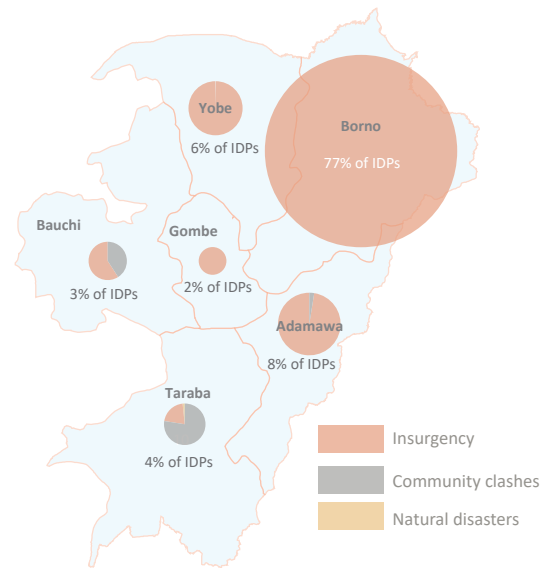 Yobe
6% of IDPs
Borno
77% of IDPs
Bauchi
3% of IDPs
Gombe
2% of IDPs
Adamawa
8% of IDPs
Taraba
4% of IDPs
Insurgency
Community clashes
Natural disasters